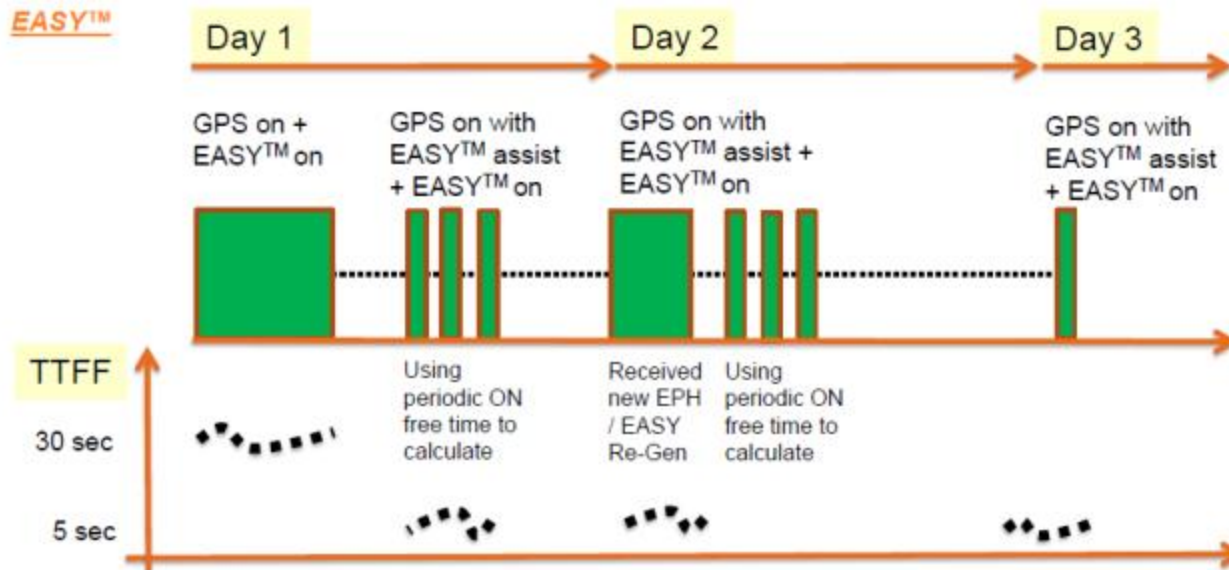 EASY™
Day 1
Day 2
Day 3
GPS on +
EASY™ on
GPS on with
EASY™ assist
+ EASY™ on
GPS on with
EASY™ assist +
EASY™ on
GPS on with
EASY™ assist
+ EASY™ on
TTFF
Using
periodic ON
free time to
calculate
Received
new EPH
/ EASY
Re-Gen
Using
periodic ON
free time to
calculate
30 sec
5 sec